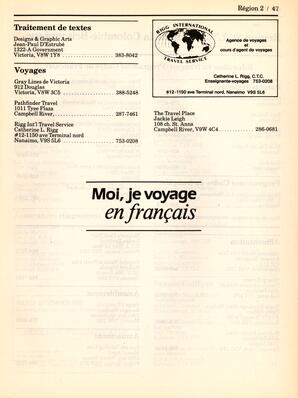 Région 2 / 47
Traitement de textes
Designs & Graphic Arts
Jean-Paul D'Estrubé
1322-A Government
Victoria, V8W 1Y8 .............. 383-8042
Voyages
Gray Lines de Victoria
912 Douglas
Victoria, V8W 3C5 .............. 388-5248
Pathfinder Travel
1011 Tyee Plaza
Campbell River, .............. 287-7461
Rigg Int'l Travel Service
Catherine L. Rigg
#12-1150 ave Terminal nord
Nanaimo, V9S 5L6 .............. 753-0208
RIGG INTERNATIONAL
TRAVEL SERVICE
Agence de voyages
et
cours d'agent de voyages
Catherine L. Rigg, C.T.C.
Enseignante-voyages 753-0208
#12-1150 ave Terminal nord, Nanaimo V9S 5L6
The Travel Place
Jackie Leigh
108 ch. St. Anns
Campbell River, V9W 4C4 .............. 286-0681
Moi, je voyage
en français